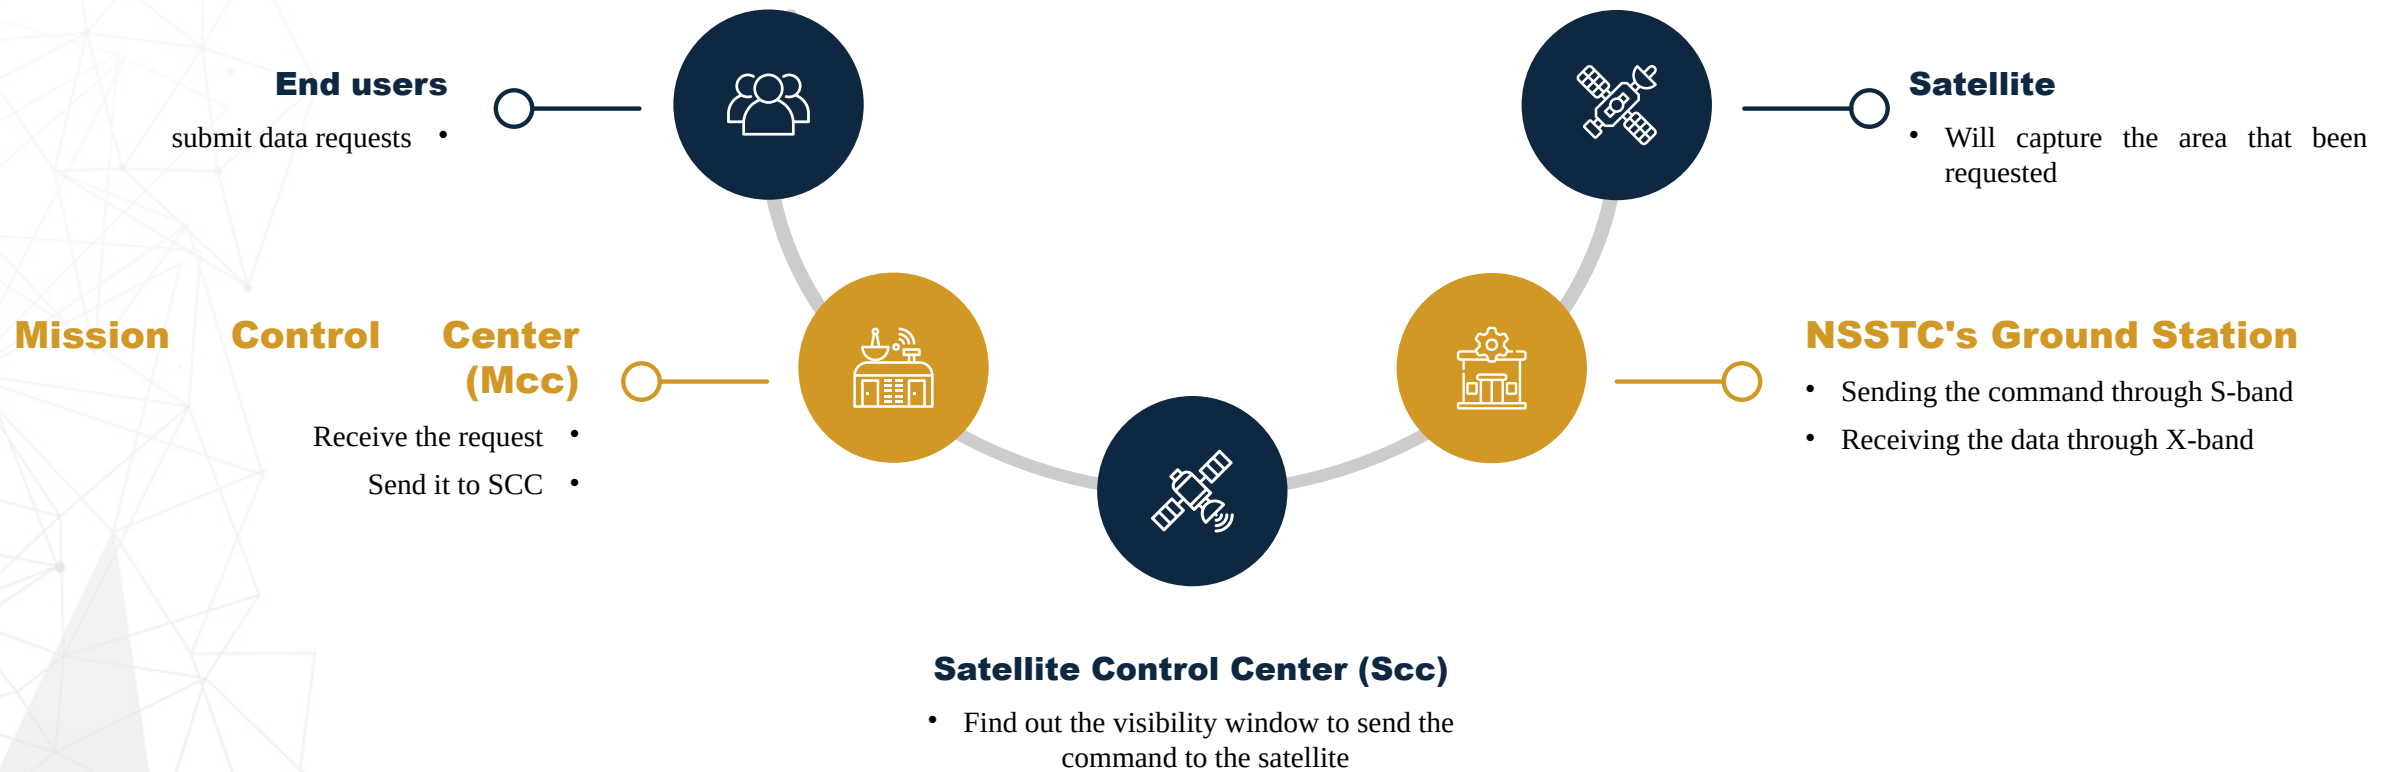 End users
submit data requests •
Mission Control Center
(Mcc)
Receive the request •
Send it to SCC •
Satellite Control Center (Scc)
• Find out the visibility window to send the
command to the satellite
NSSTC's Ground Station
• Sending the command through S-band
• Receiving the data through X-band
Satellite
• Will capture the area that been
requested